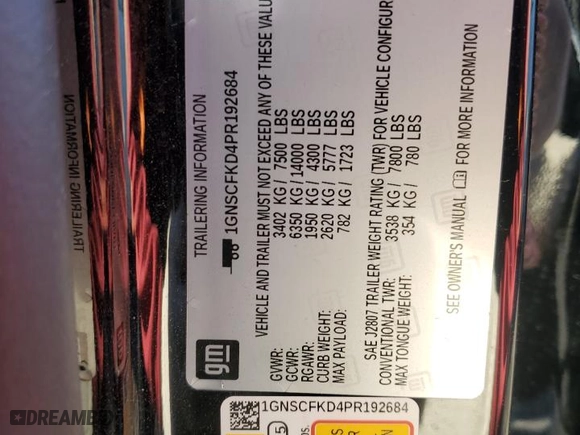 TRAILERING INFORMATION
1GNSCFKD4PR192684
VEHICLE AND TRAILER MUST NOT EXCEED ANY OF THESE VALU
GVWR: 3402 KG / 7500 LBS
GCWR: 6350 KG / 14000 LBS
RGAWR: 1950 KG / 4300 LBS
CURB WEIGHT: 2620 KG / 5777 LBS
MAX PAYLOAD: 782 KG / 1723 LBS
SAE J2807 TRAILER WEIGHT RATING (TWR) FOR VEHICLE CONFIGUR
CONVENTIONAL TWR: 3538 KG / 7800 LBS
MAX TONGUE WEIGHT: 354 KG / 780 LBS
SEE OWNER'S MANUAL FOR MORE INFORMATION
gm
1GNSCFKD4PR192684
TRAILERING INFORMATION